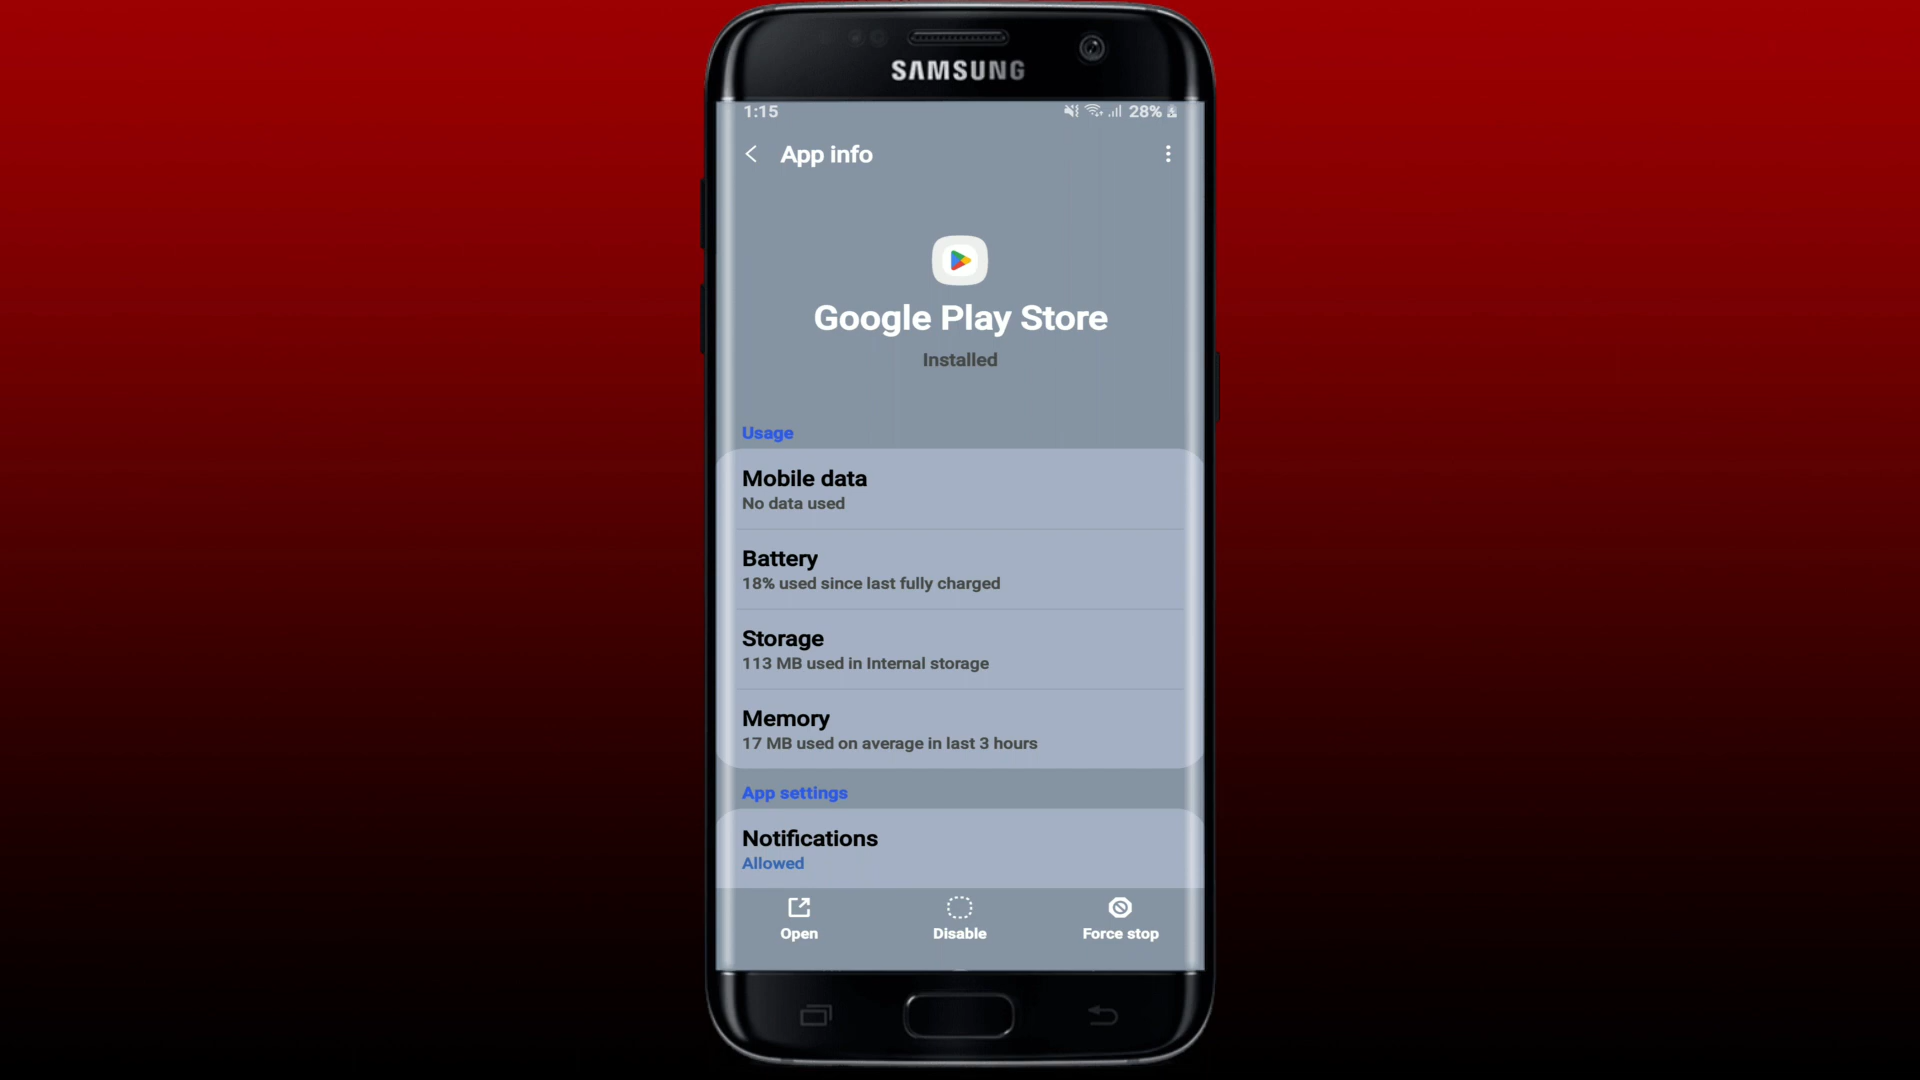 SAMSUNG
1:15
28%
App info
Google Play Store
Installed
Usage
Mobile data
No data used
Battery
18% used since last fully charged
Storage
113 MB used in Internal storage
Memory
17 MB used on average in last 3 hours
App settings
Notifications
Allowed
Open
Disable
Force stop